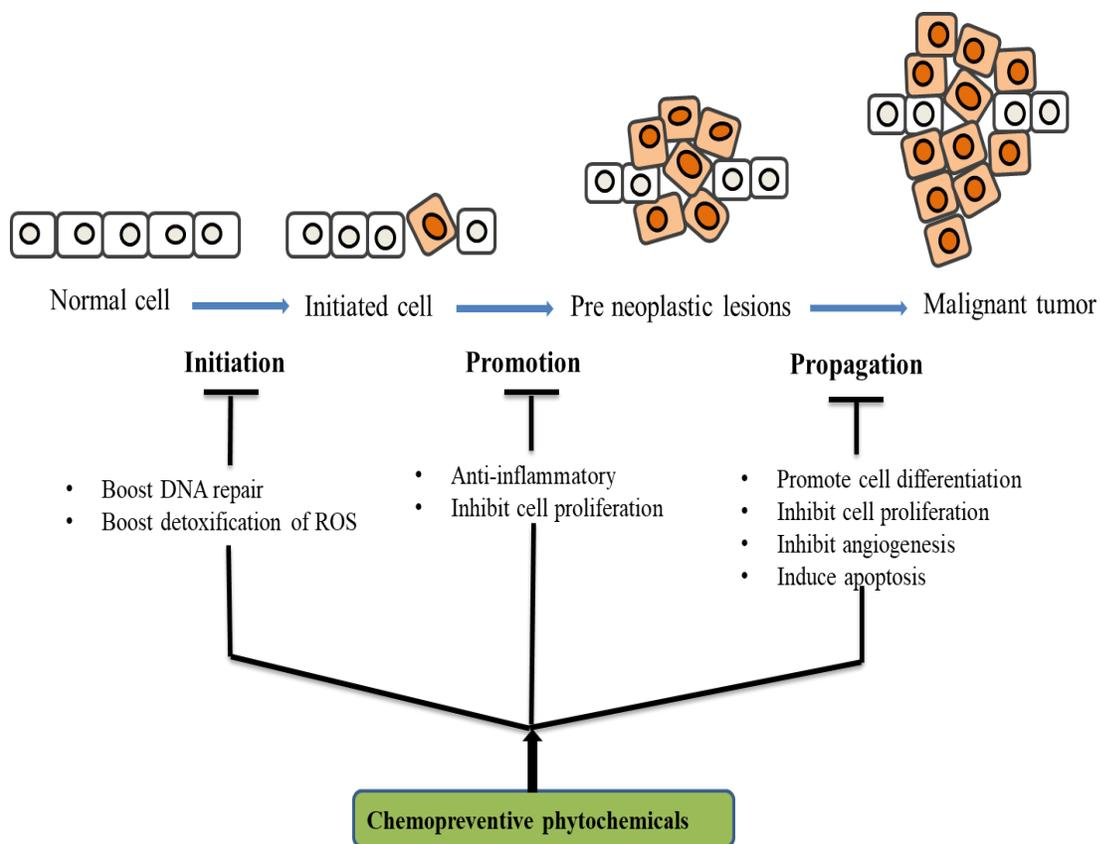 Normal cell
Initiated cell
Pre neoplastic lesions
Malignant tumor
Initiation
Promotion
Propagation
• Boost DNA repair
• Boost detoxification of ROS
• Anti-inflammatory
• Inhibit cell proliferation
• Promote cell differentiation
• Inhibit cell proliferation
• Inhibit angiogenesis
• Induce apoptosis
Chemopreventive phytochemicals